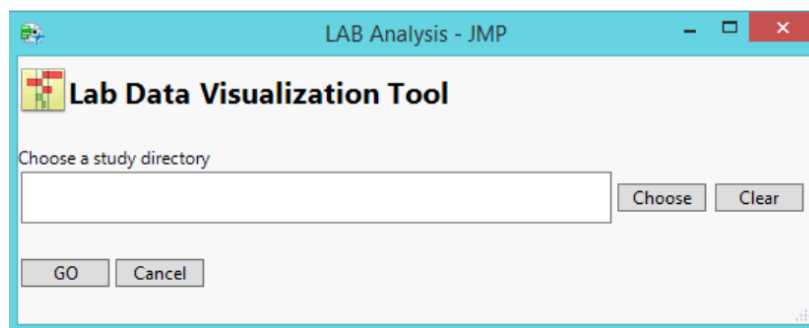 LAB Analysis - JMP
Lab Data Visualization Tool
Choose a study directory
Choose Clear
GO Cancel